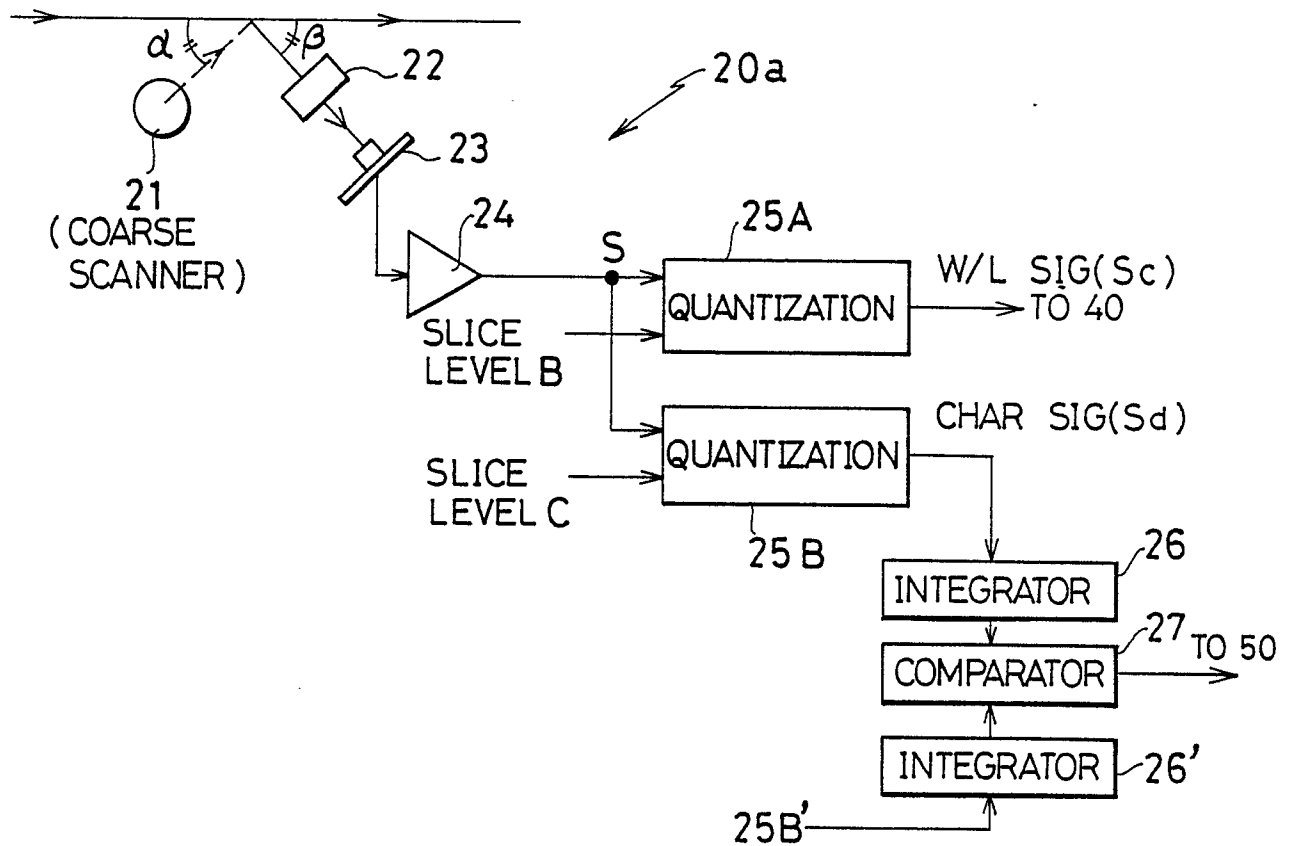 α
β
22
20a
23
21
(COARSE
SCANNER)
24
S
25A
QUANTIZATION
W/L SIG(Sc)
TO 40
SLICE
LEVEL B
QUANTIZATION
CHAR SIG(Sd)
SLICE
LEVEL C
25B
INTEGRATOR
26
COMPARATOR
27
TO 50
INTEGRATOR
26'
25B'